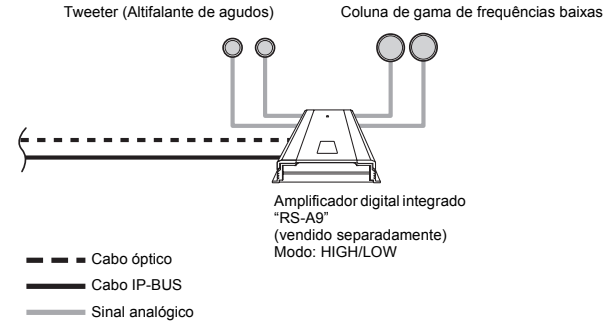 Tweeter (Altifalante de agudos)
Coluna de gama de frequências baixas
Amplificador digital integrado
“RS-A9”
(vendido separadamente)
Modo: HIGH/LOW
Cabo óptico
Cabo IP-BUS
Sinal analógico